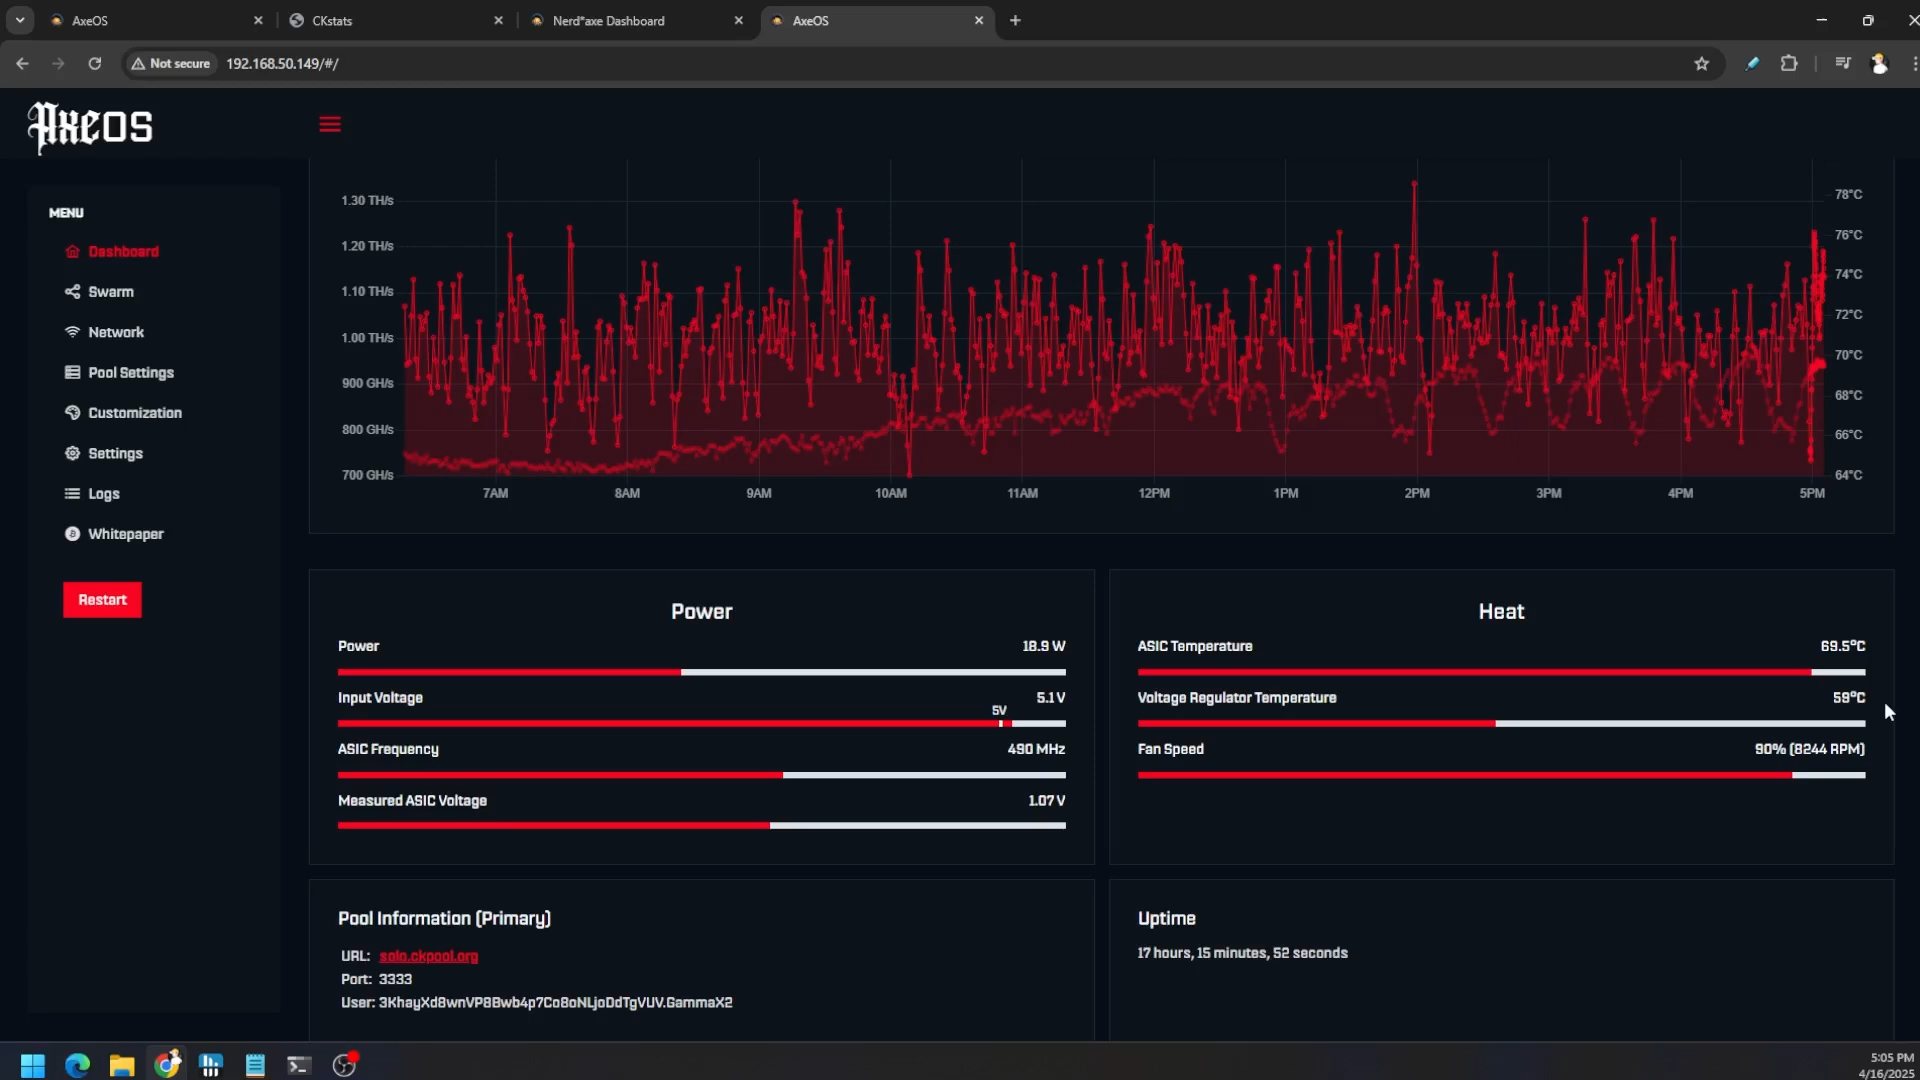 AxeOS
CKstats
Nerd*axe Dashboard
AxeOS
Not secure
192.168.50.149/#/
AxeOS
MENU
Dashboard
Swarm
Network
Pool Settings
Customization
Settings
Logs
Whitepaper
Restart
1.30 TH/s
1.20 TH/s
1.10 TH/s
1.00 TH/s
900 GH/s
800 GH/s
700 GH/s
78°C
76°C
74°C
72°C
70°C
68°C
66°C
64°C
7AM 8AM 9AM 10AM 11AM 12PM 1PM 2PM 3PM 4PM 5PM
Power
Power 18.9 W
Input Voltage 5.1 V
5V
ASIC Frequency 490 MHz
Measured ASIC Voltage 1.07 V
Heat
ASIC Temperature 69.5°C
Voltage Regulator Temperature 59°C
Fan Speed 90% (8244 RPM)
Pool Information (Primary)
URL: solo.ckpool.org
Port: 3333
User: 3KhayXd8wnVP8Bwb4p7Co8oNLjoDdTgVUV.GammaX2
Uptime
17 hours, 15 minutes, 52 seconds
5:05 PM
4/16/2025